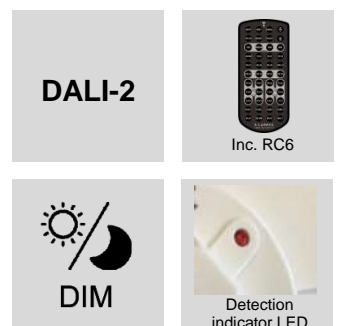 DALI-2
Inc. RC6
DIM
Detection
indicator LED